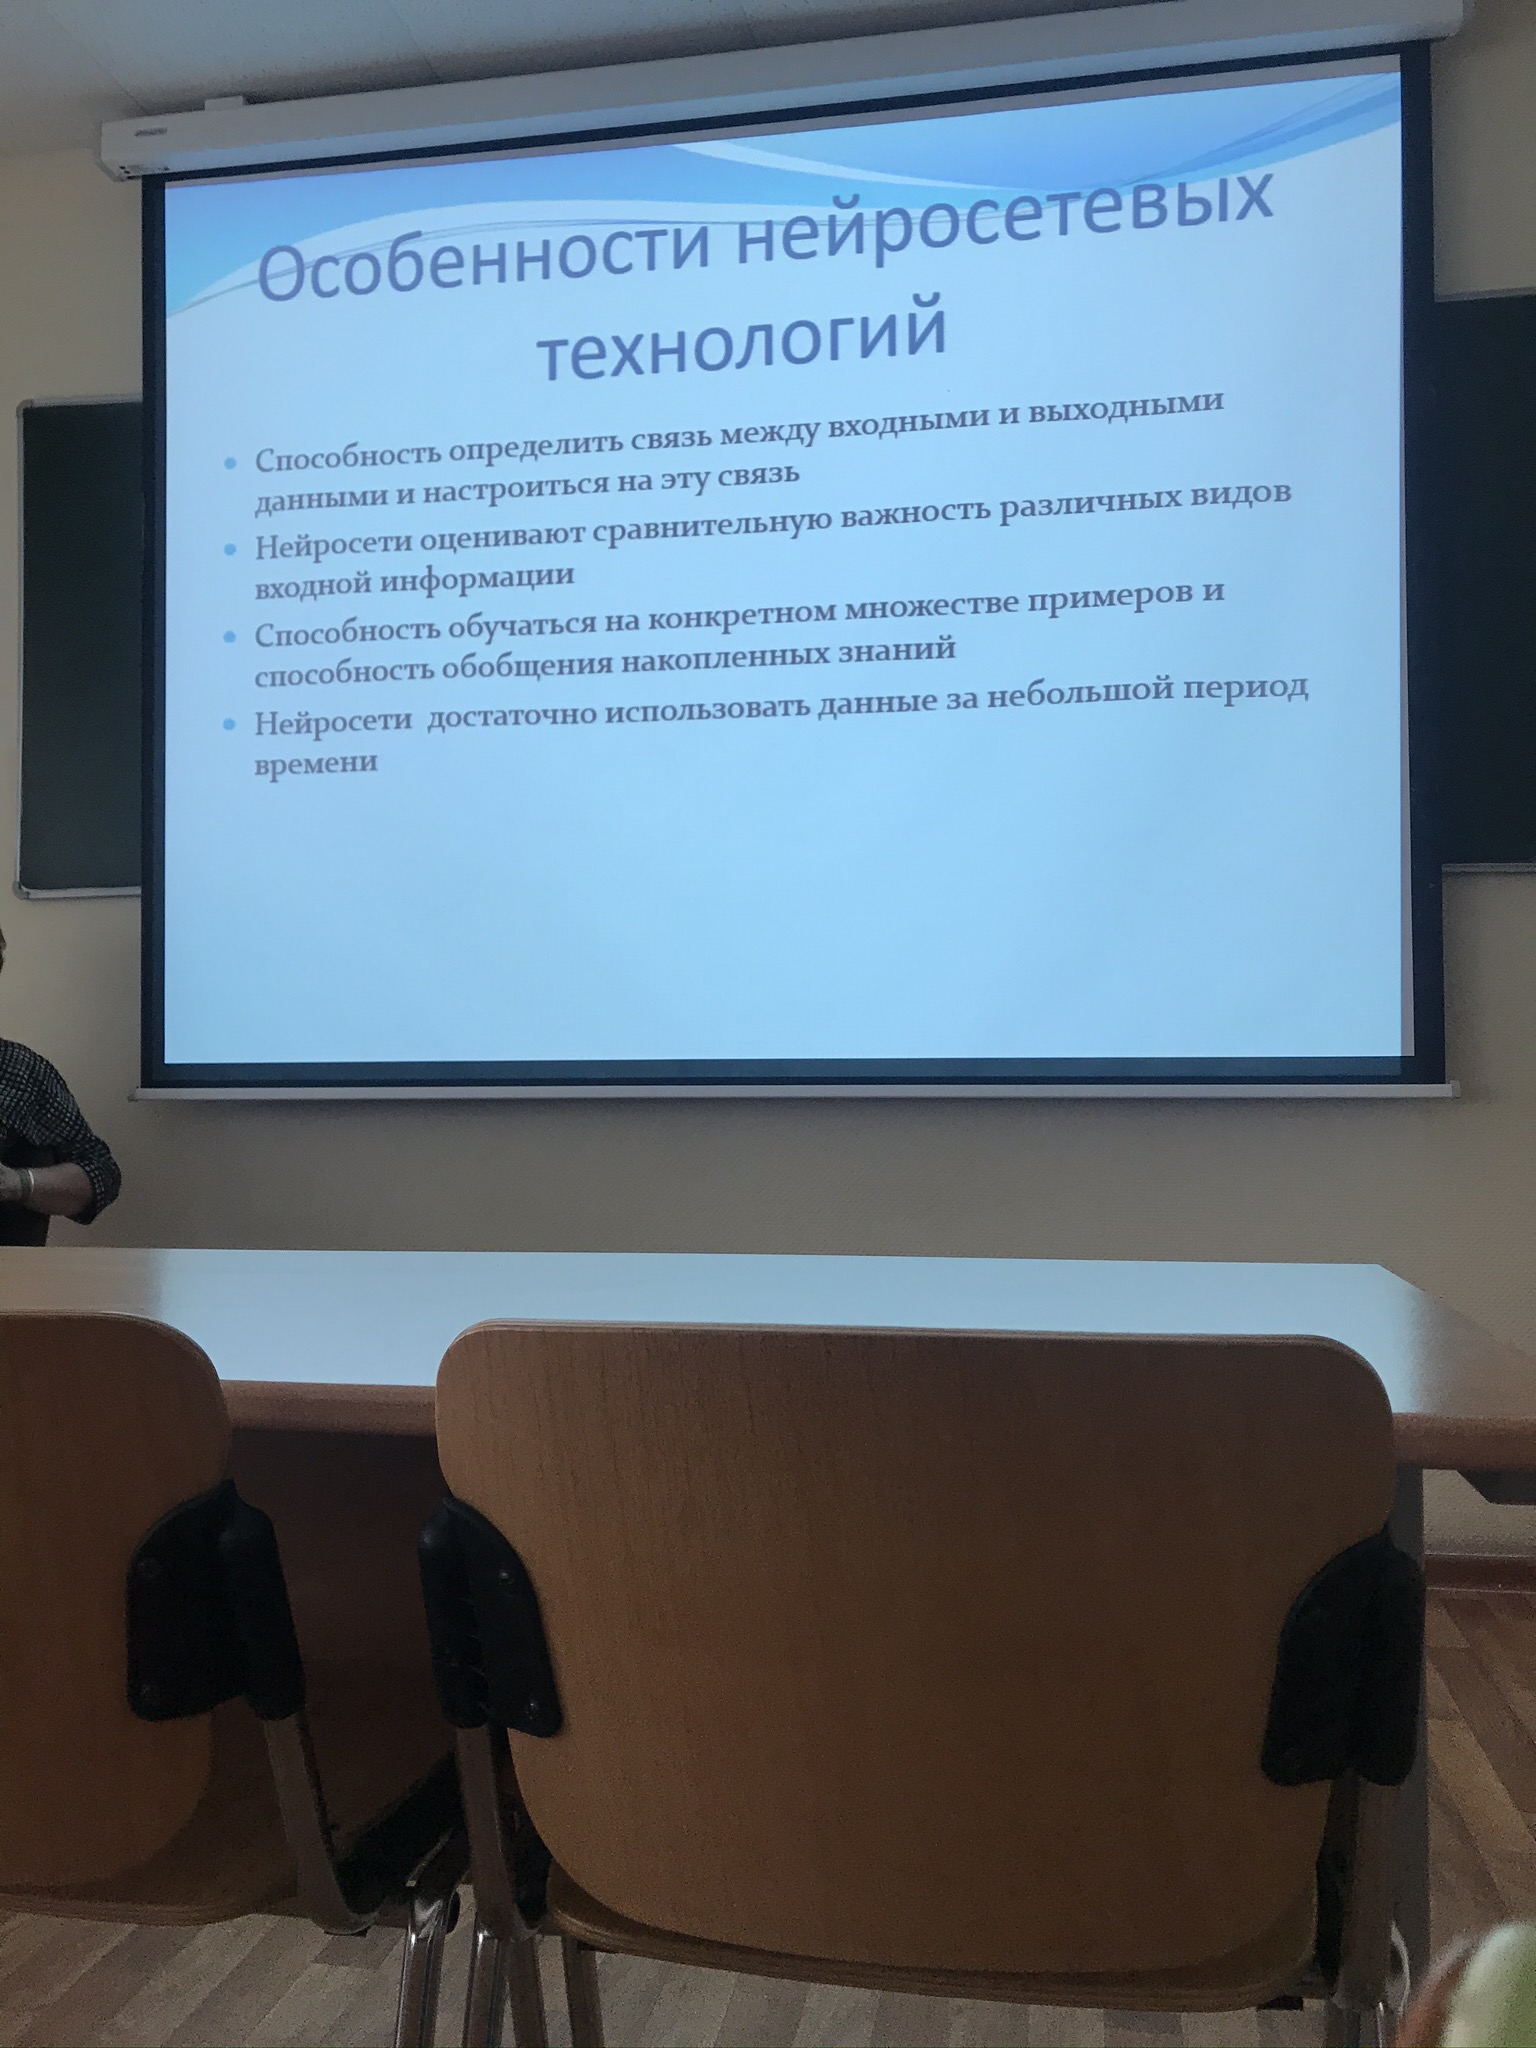 Особенности нейросетевых
технологий
• Способность определить связь между входными и выходными
данными и настроиться на эту связь
• Нейросети оценивают сравнительную важность различных видов
входной информации
• Способность обучаться на конкретном множестве примеров и
способность обобщения накопленных знаний
• Нейросети достаточно использовать данные за небольшой период
времени